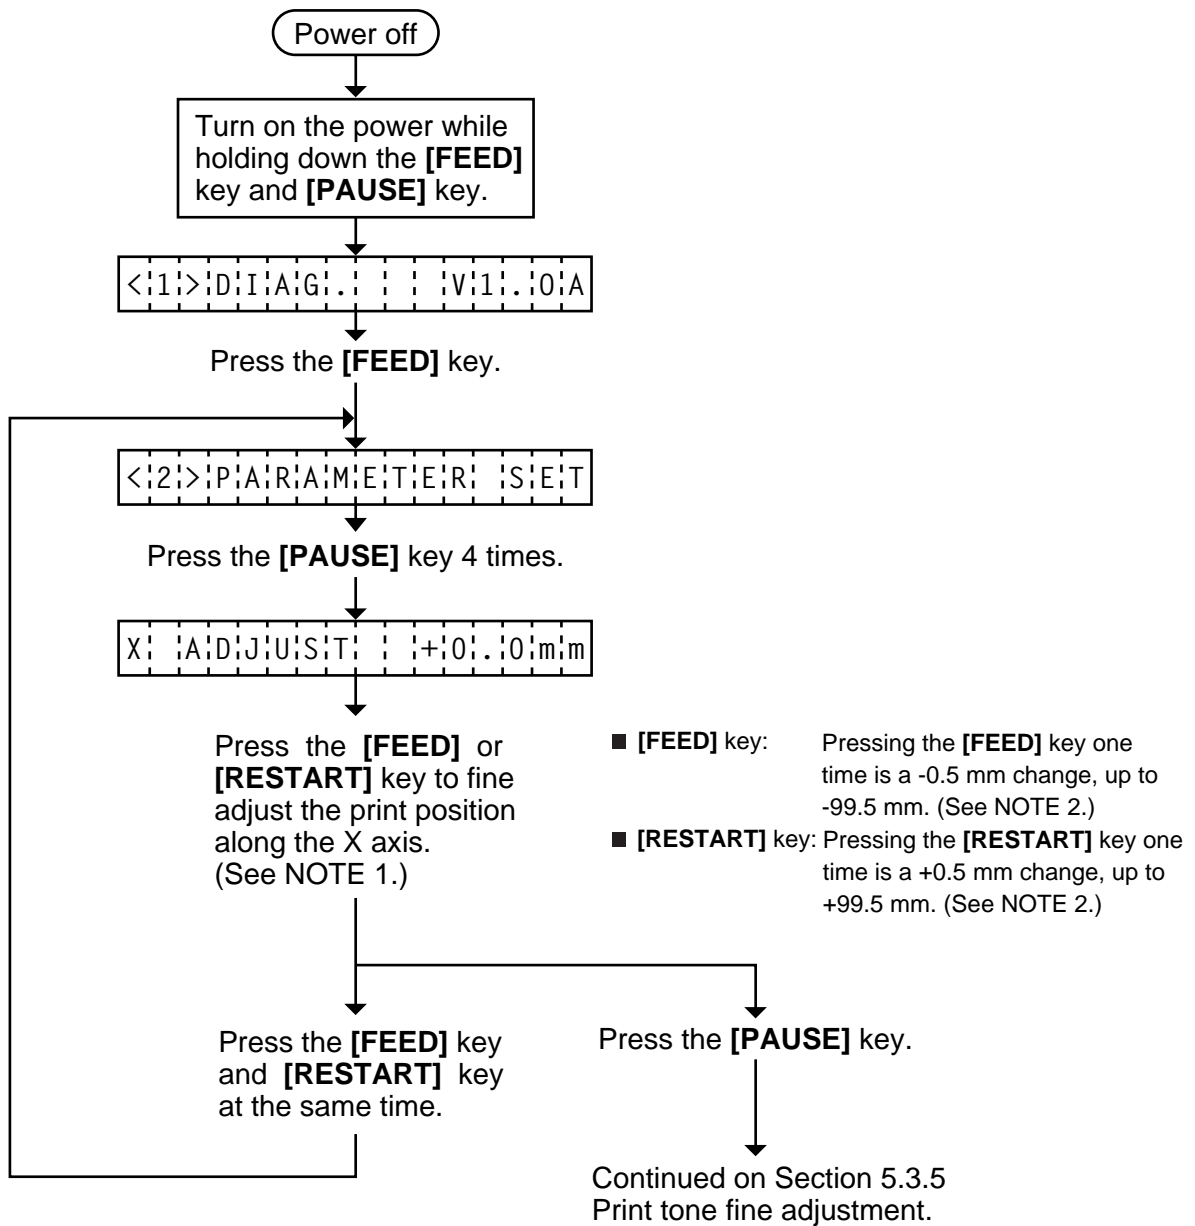 Power off
Turn on the power while
holding down the [FEED]
key and [PAUSE] key.
<1>DIAG.    V1.0A
Press the [FEED] key.
<2>PARAMETER SET
Press the [PAUSE] key 4 times.
X ADJUST  +0.0mm
Press the [FEED] or
[RESTART] key to fine
adjust the print position
along the X axis.
(See NOTE 1.)
■ [FEED] key: Pressing the [FEED] key one
time is a -0.5 mm change, up to
-99.5 mm. (See NOTE 2.)
■ [RESTART] key: Pressing the [RESTART] key one
time is a +0.5 mm change, up to
+99.5 mm. (See NOTE 2.)
Press the [FEED] key
and [RESTART] key
at the same time.
Press the [PAUSE] key.
Continued on Section 5.3.5
Print tone fine adjustment.